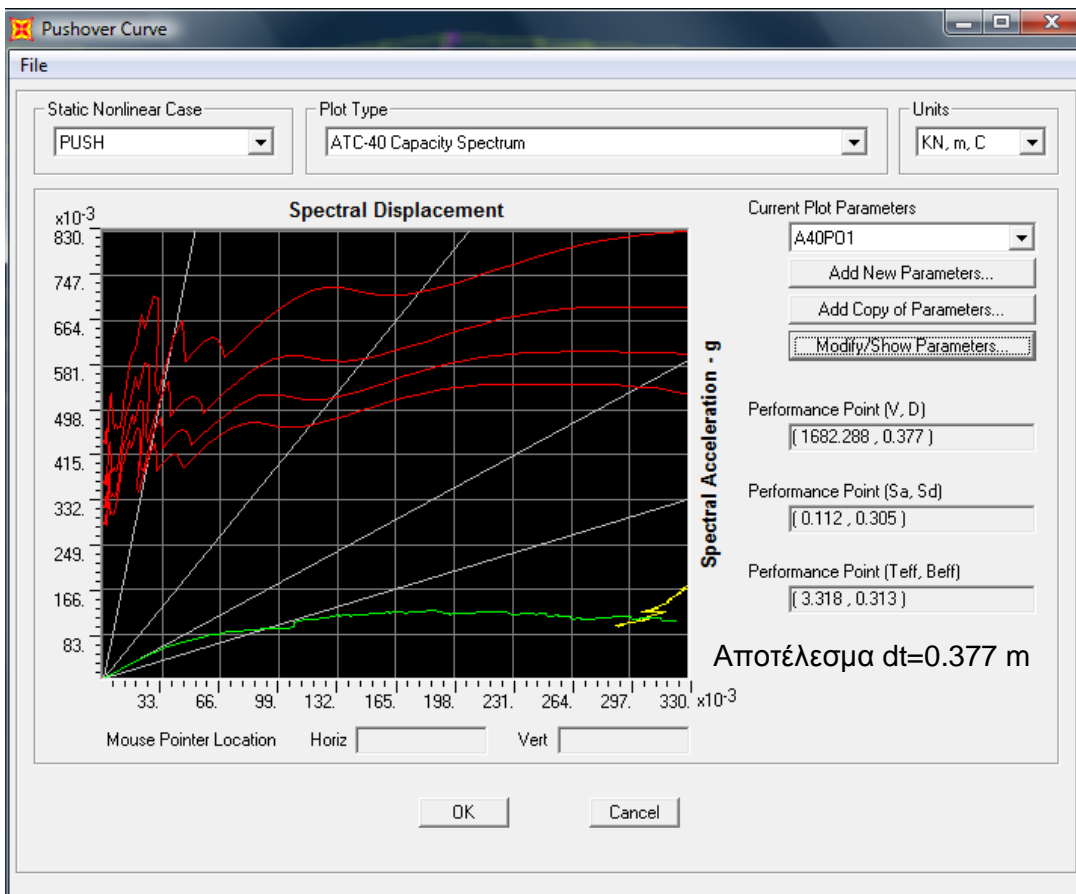 Pushover Curve
File
Static Nonlinear Case
PUSH
Plot Type
ATC-40 Capacity Spectrum
Units
KN, m, C
Spectral Displacement
x10-3
830.
747.
664.
581.
498.
415.
332.
249.
166.
83.
33. 66. 99. 132. 165. 198. 231. 264. 297. 330. x10-3
Spectral Acceleration - g
Mouse Pointer Location Horiz Vert
Current Plot Parameters
A40PO1
Add New Parameters...
Add Copy of Parameters...
Modify/Show Parameters...
Performance Point (V, D)
( 1682.288 , 0.377 )
Performance Point (Sa, Sd)
( 0.112 , 0.305 )
Performance Point (Teff, Beff)
( 3.318 , 0.313 )
Αποτέλεσμα dt=0.377 m
OK Cancel